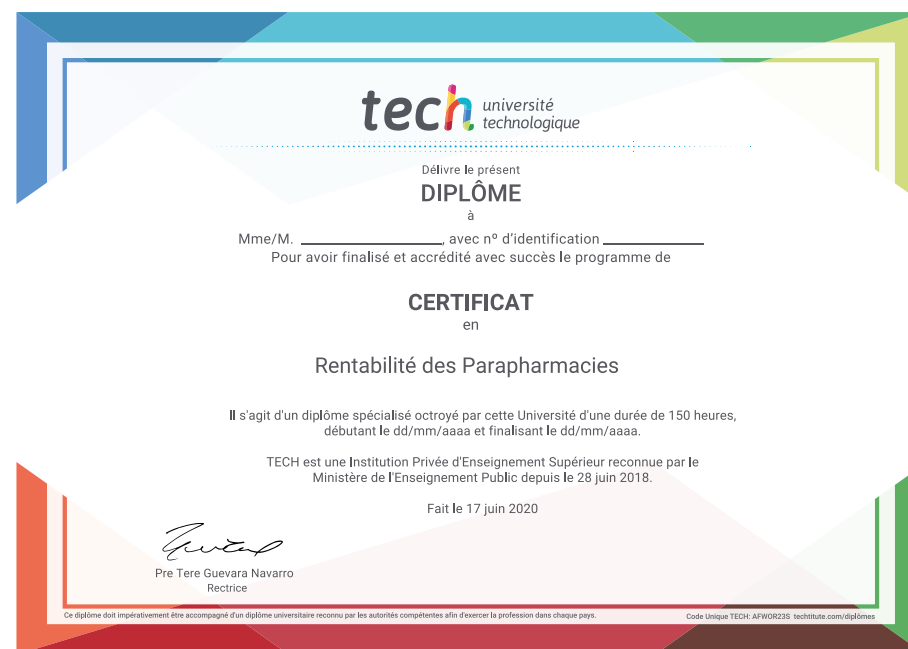 tech université
technologique
Délivre le présent
DIPLÔME
à
Mme/M. ____________________, avec nº d'identification ______________
Pour avoir finalisé et accrédité avec succès le programme de
CERTIFICAT
en
Rentabilité des Parapharmacies
Il s'agit d'un diplôme spécialisé octroyé par cette Université d'une durée de 150 heures,
débutant le dd/mm/aaaa et finalisant le dd/mm/aaaa.
TECH est une Institution Privée d'Enseignement Supérieur reconnue par le
Ministère de l'Enseignement Public depuis le 28 juin 2018.
Fait le 17 juin 2020
Pre Tere Guevara Navarro
Rectrice
Ce diplôme doit impérativement être accompagné d'un diplôme universitaire reconnu par les autorités compétentes afin d'exercer la profession dans chaque pays.
Code Unique TECH: AFWOR23S techtitute.com/diplômes